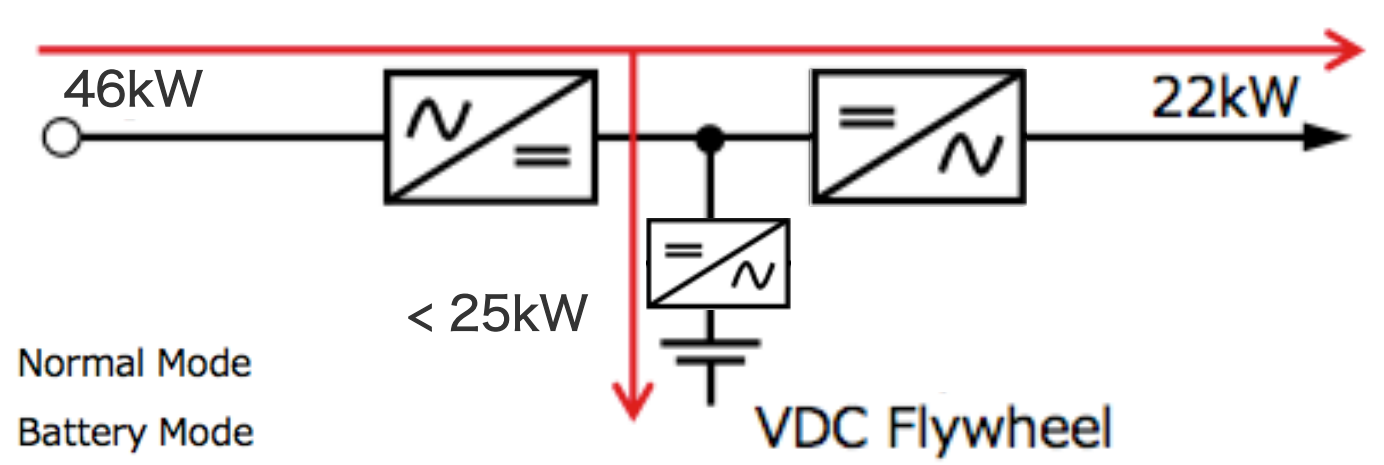 46kW
22kW
< 25kW
Normal Mode
Battery Mode
VDC Flywheel